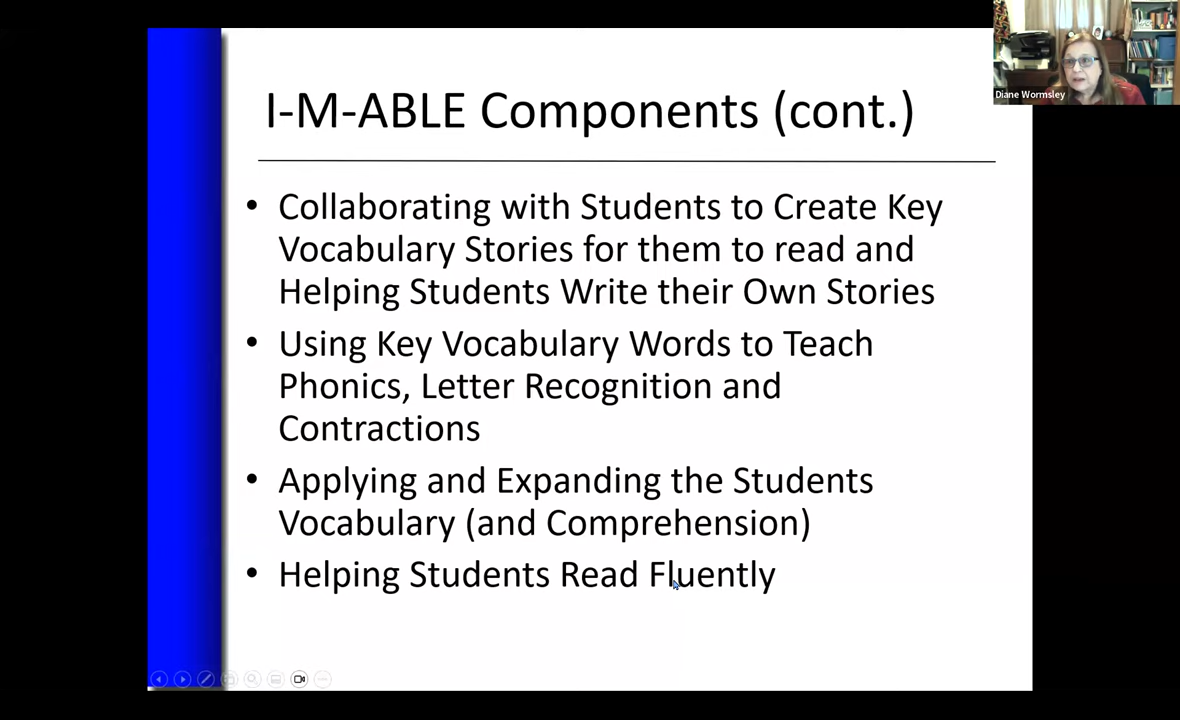 Diane Wormsley
I-M-ABLE Components (cont.)
• Collaborating with Students to Create Key
Vocabulary Stories for them to read and
Helping Students Write their Own Stories
• Using Key Vocabulary Words to Teach
Phonics, Letter Recognition and
Contractions
• Applying and Expanding the Students
Vocabulary (and Comprehension)
• Helping Students Read Fluently